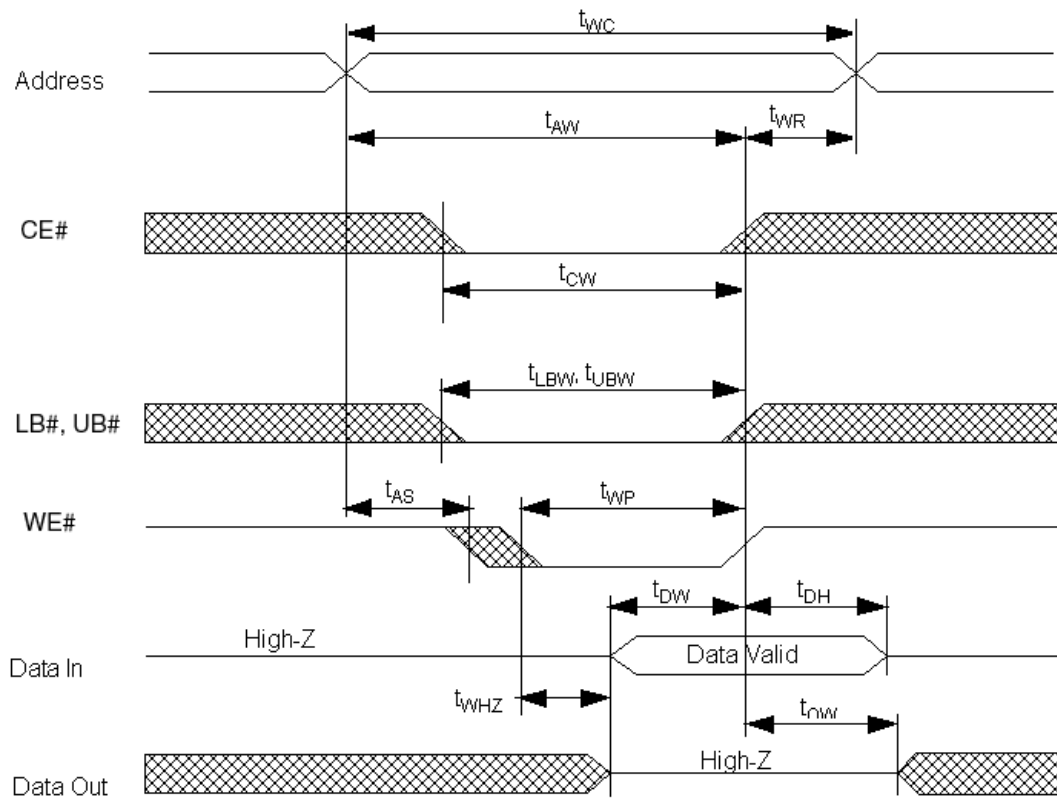 tWC
Address
tAW
tWR
CE#
tCW
tLBW, tUBW
LB#, UB#
tAS
tWP
WE#
tDW
tDH
High-Z
Data Valid
Data In
tWHZ
tOW
High-Z
Data Out